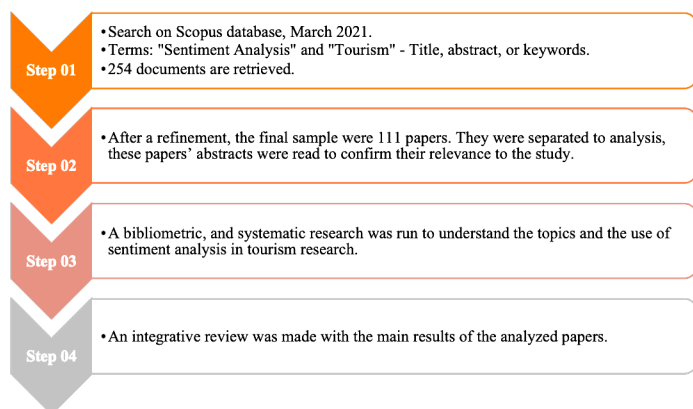 Step 01
•Search on Scopus database, March 2021.
•Terms: "Sentiment Analysis" and "Tourism" - Title, abstract, or keywords.
•254 documents are retrieved.
Step 02
•After a refinement, the final sample were 111 papers. They were separated to analysis,
these papers’ abstracts were read to confirm their relevance to the study.
Step 03
•A bibliometric, and systematic research was run to understand the topics and the use of
sentiment analysis in tourism research.
Step 04
•An integrative review was made with the main results of the analyzed papers.